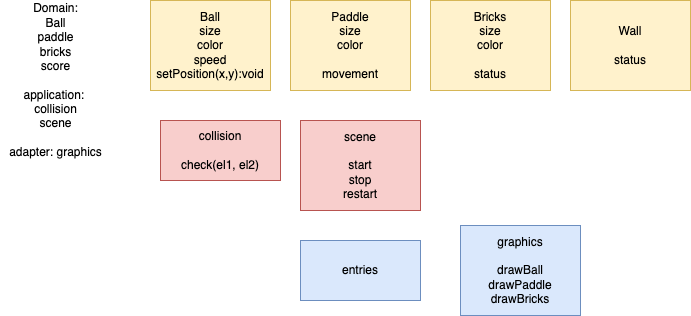 Domain:
Ball
paddle
bricks
score
application:
collision
scene
adapter: graphics
Ball
size
color
speed
setPosition(x,y):void
Paddle
size
color
movement
Bricks
size
color
status
Wall
status
collision
check(el1, el2)
scene
start
stop
restart
entries
graphics
drawBall
drawPaddle
drawBricks